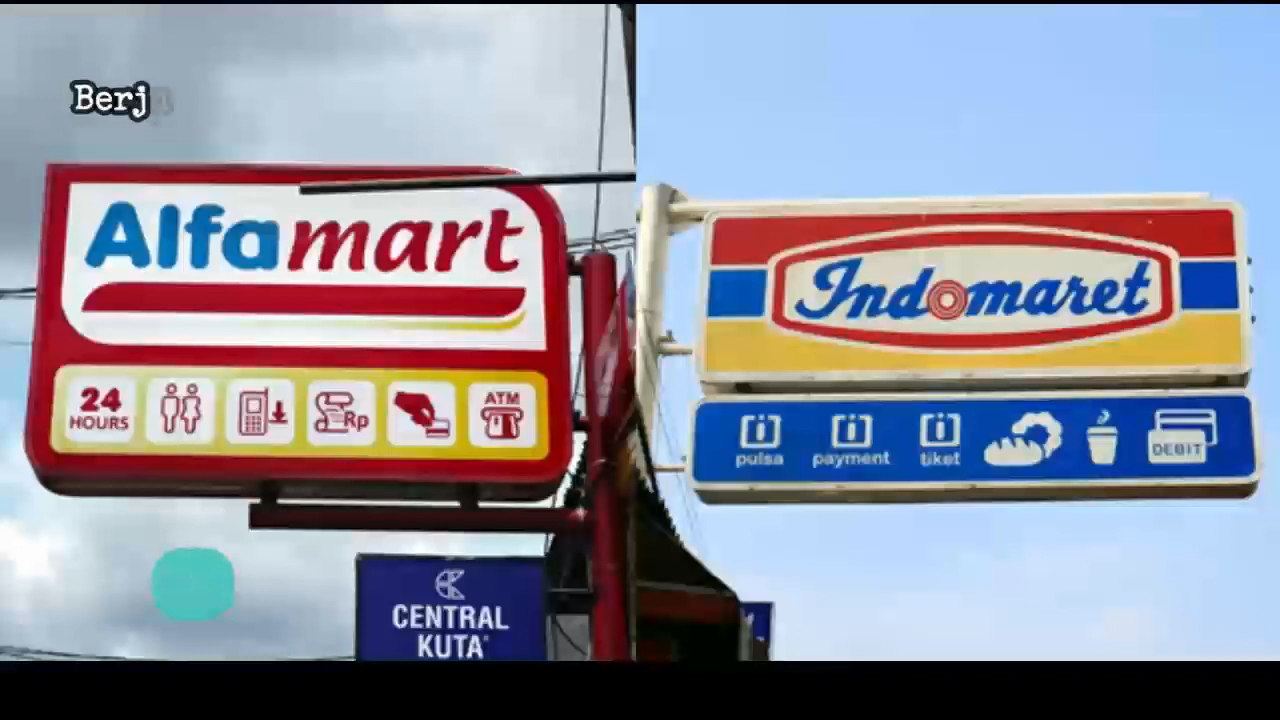 Berj
Alfamart
24
HOURS
Rp
ATM
CENTRAL
KUTA
Indomaret
pulsa
payment
tiket
DEBIT